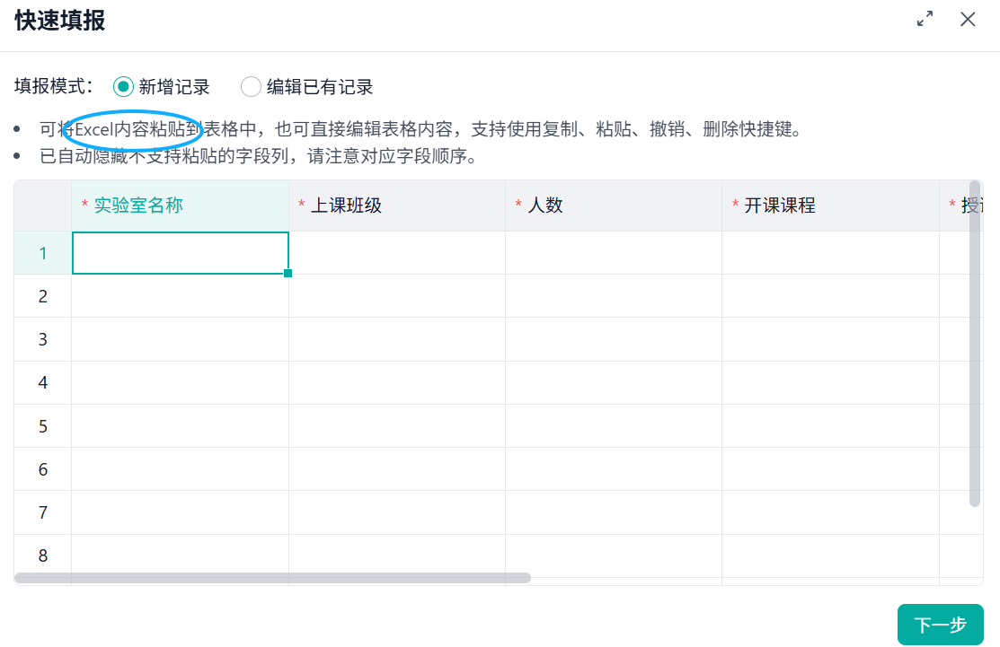 快速填报
填报模式： 新增记录 编辑已有记录
可将Excel内容粘贴到表格中，也可直接编辑表格内容，支持使用复制、粘贴、撤销、删除快捷键。
已自动隐藏不支持粘贴的字段列，请注意对应字段顺序。
* 实验室名称 * 上课班级 * 人数 * 开课课程 * 授
1
2
3
4
5
6
7
8
下一步